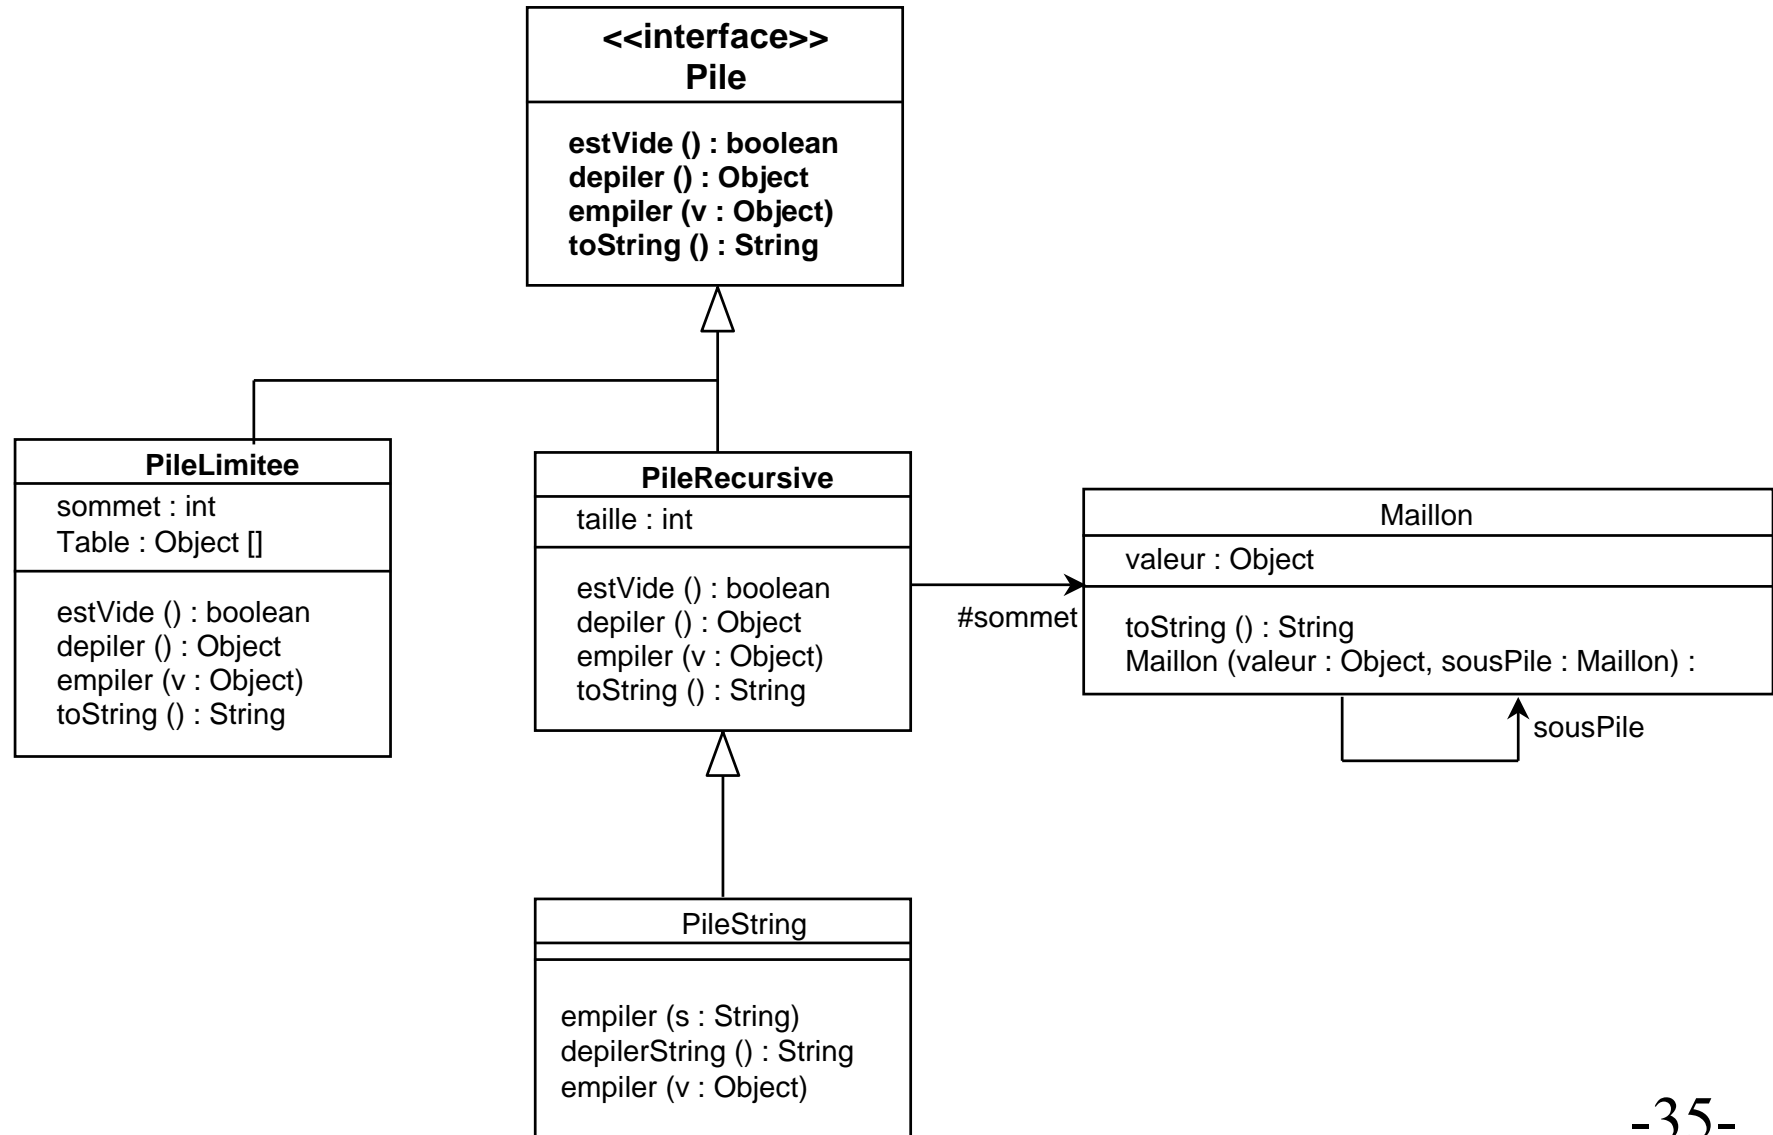 <<interface>>
Pile
estVide () : boolean
depiler () : Object
empiler (v : Object)
toString () : String
PileLimitee
sommet : int
Table : Object []
estVide () : boolean
depiler () : Object
empiler (v : Object)
toString () : String
PileRecursive
taille : int
estVide () : boolean
depiler () : Object
empiler (v : Object)
toString () : String
#sommet
Maillon
valeur : Object
toString () : String
Maillon (valeur : Object, sousPile : Maillon) :
sousPile
PileString
empiler (s : String)
depilerString () : String
empiler (v : Object)
-35-